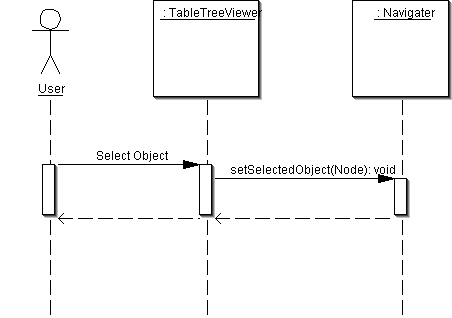 : TableTreeViewer
: Navigater
User
Select Object
setSelectedObject(Node): void